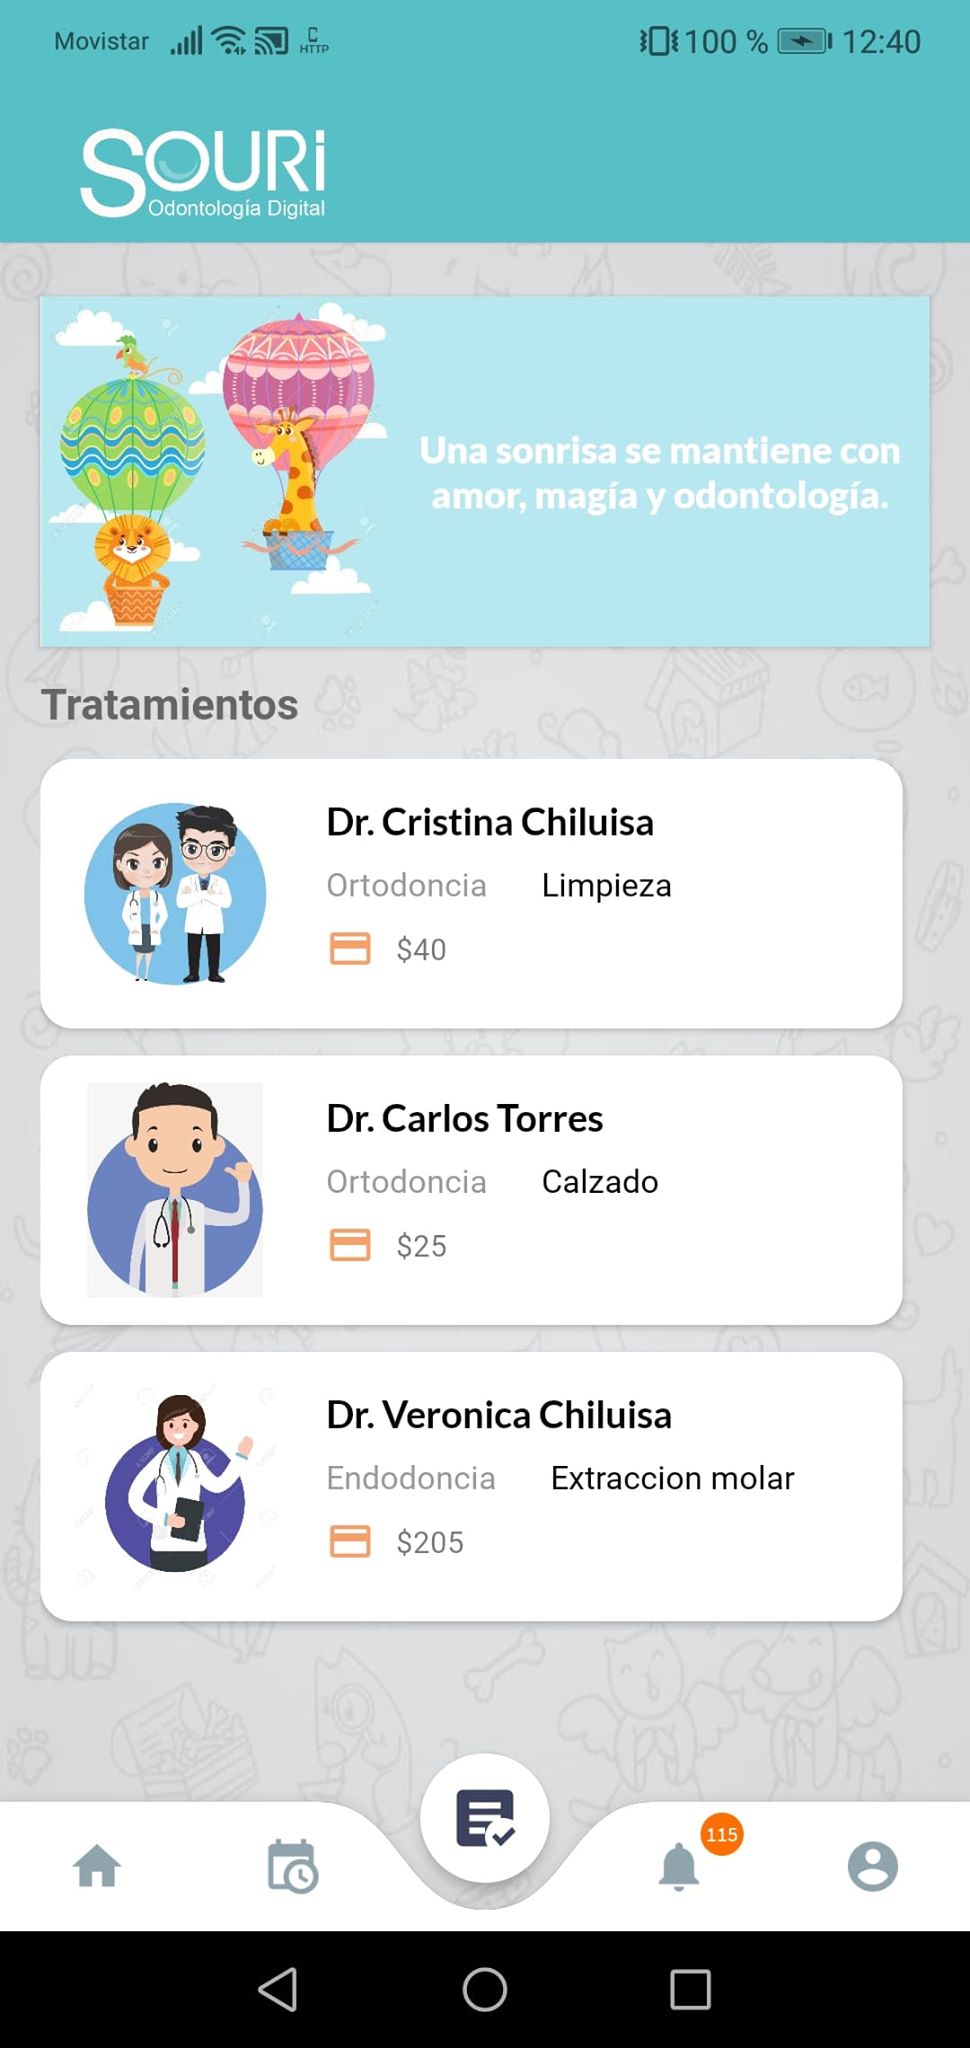 Movistar
HTTP
100 %
12:40
SOURi
Odontología Digital
Una sonrisa se mantiene con
amor, magía y odontología.
Tratamientos
Dr. Cristina Chiluisa
Ortodoncia Limpieza
$40
Dr. Carlos Torres
Ortodoncia Calzado
$25
Dr. Veronica Chiluisa
Endodoncia Extraccion molar
$205
115